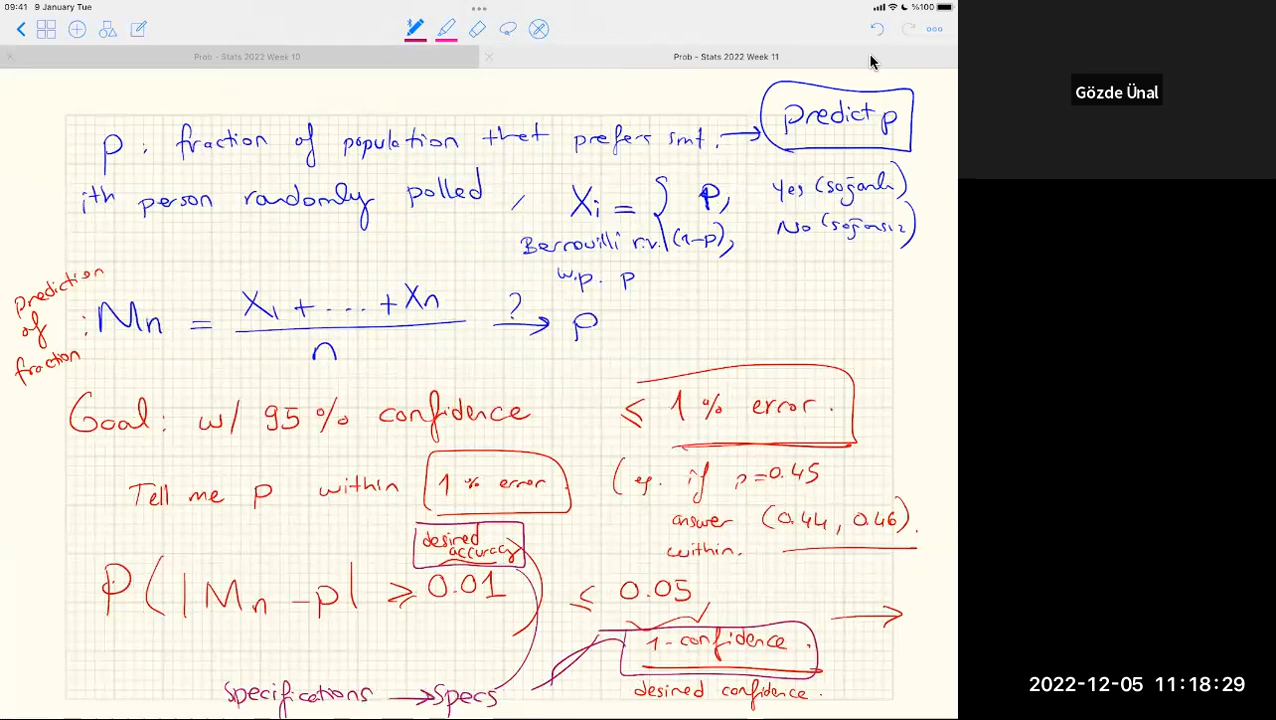 09:41 9 January Tue %100
Prob - Stats 2022 Week 10
Prob - Stats 2022 Week 11
Gözde Ünal
P : fraction of population that prefers smt. → Predict p
ith person randomly polled , Xi = { P, Yes (soğanlı)
(1-p), No (soğansız)
Bernouilli r.v.
w.p. p
Prediction of fraction : Mn = X1 + .... + Xn / n ? → p
Goal: w/ 95 % confidence ≤ 1 % error.
Tell me p within 1 % error (eg. if p=0.45
answer (0.44, 0.46).
within.
desired accuracy
P( | Mn - p| ≥ 0.01 ) ≤ 0.05 →
1-confidence.
Specifications → Specs desired confidence.
2022-12-05 11:18:29